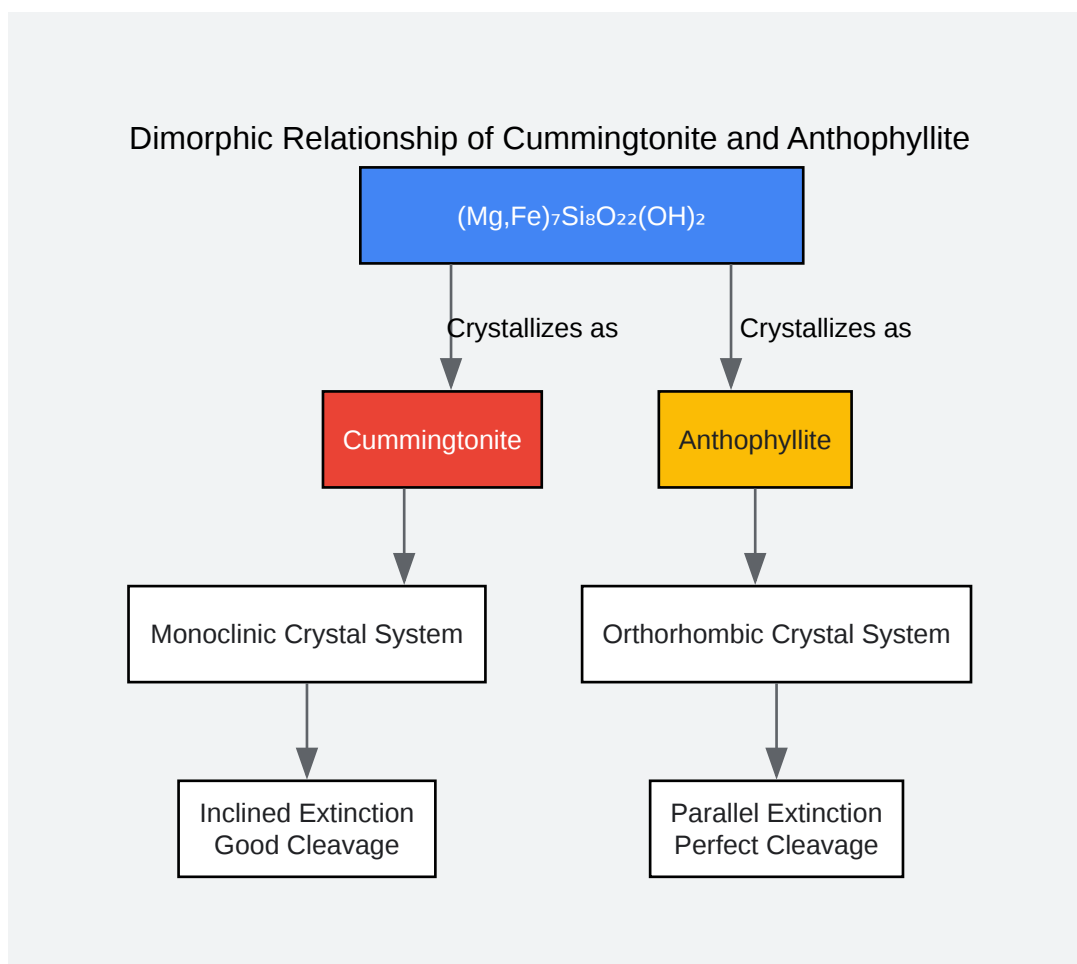 Dimorphic Relationship of Cummingtonite and Anthophyllite
(Mg,Fe)₇Si₈O₂₂(OH)₂
Crystallizes as
Crystallizes as
Cummingtonite
Anthophyllite
Monoclinic Crystal System
Orthorhombic Crystal System
Inclined Extinction
Good Cleavage
Parallel Extinction
Perfect Cleavage